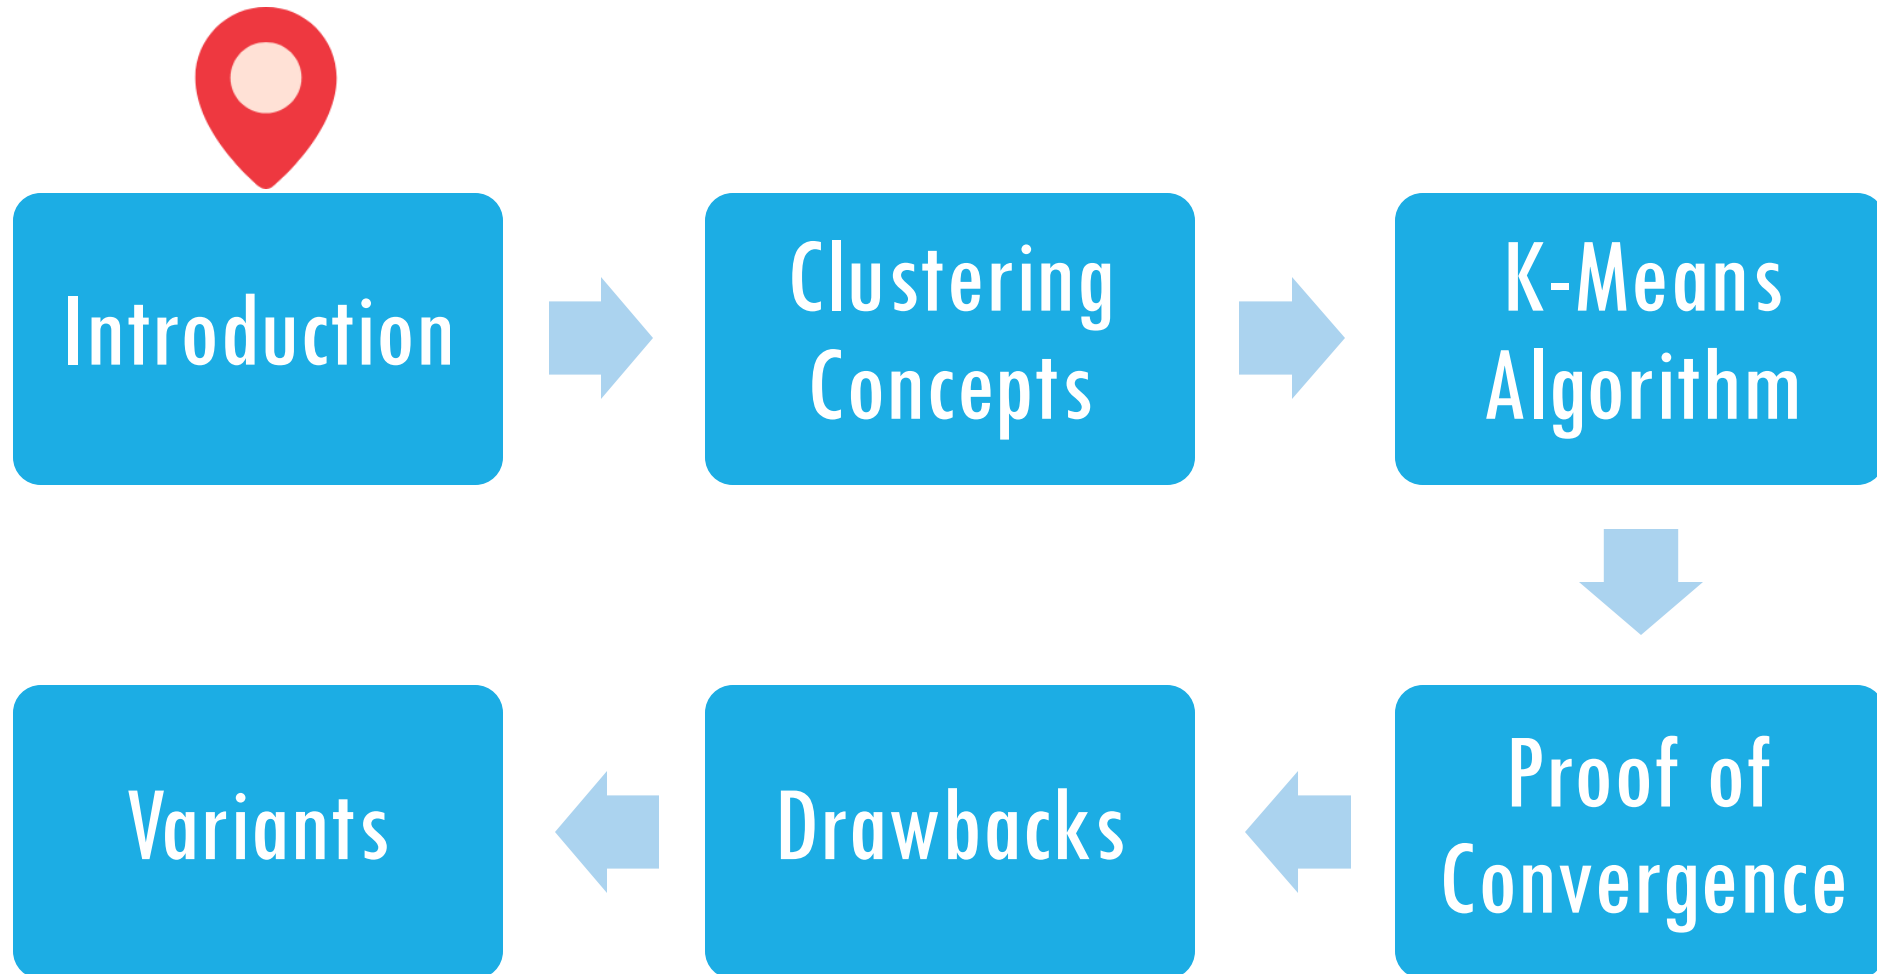 Introduction
Clustering
Concepts
K-Means
Algorithm
Proof of
Convergence
Drawbacks
Variants